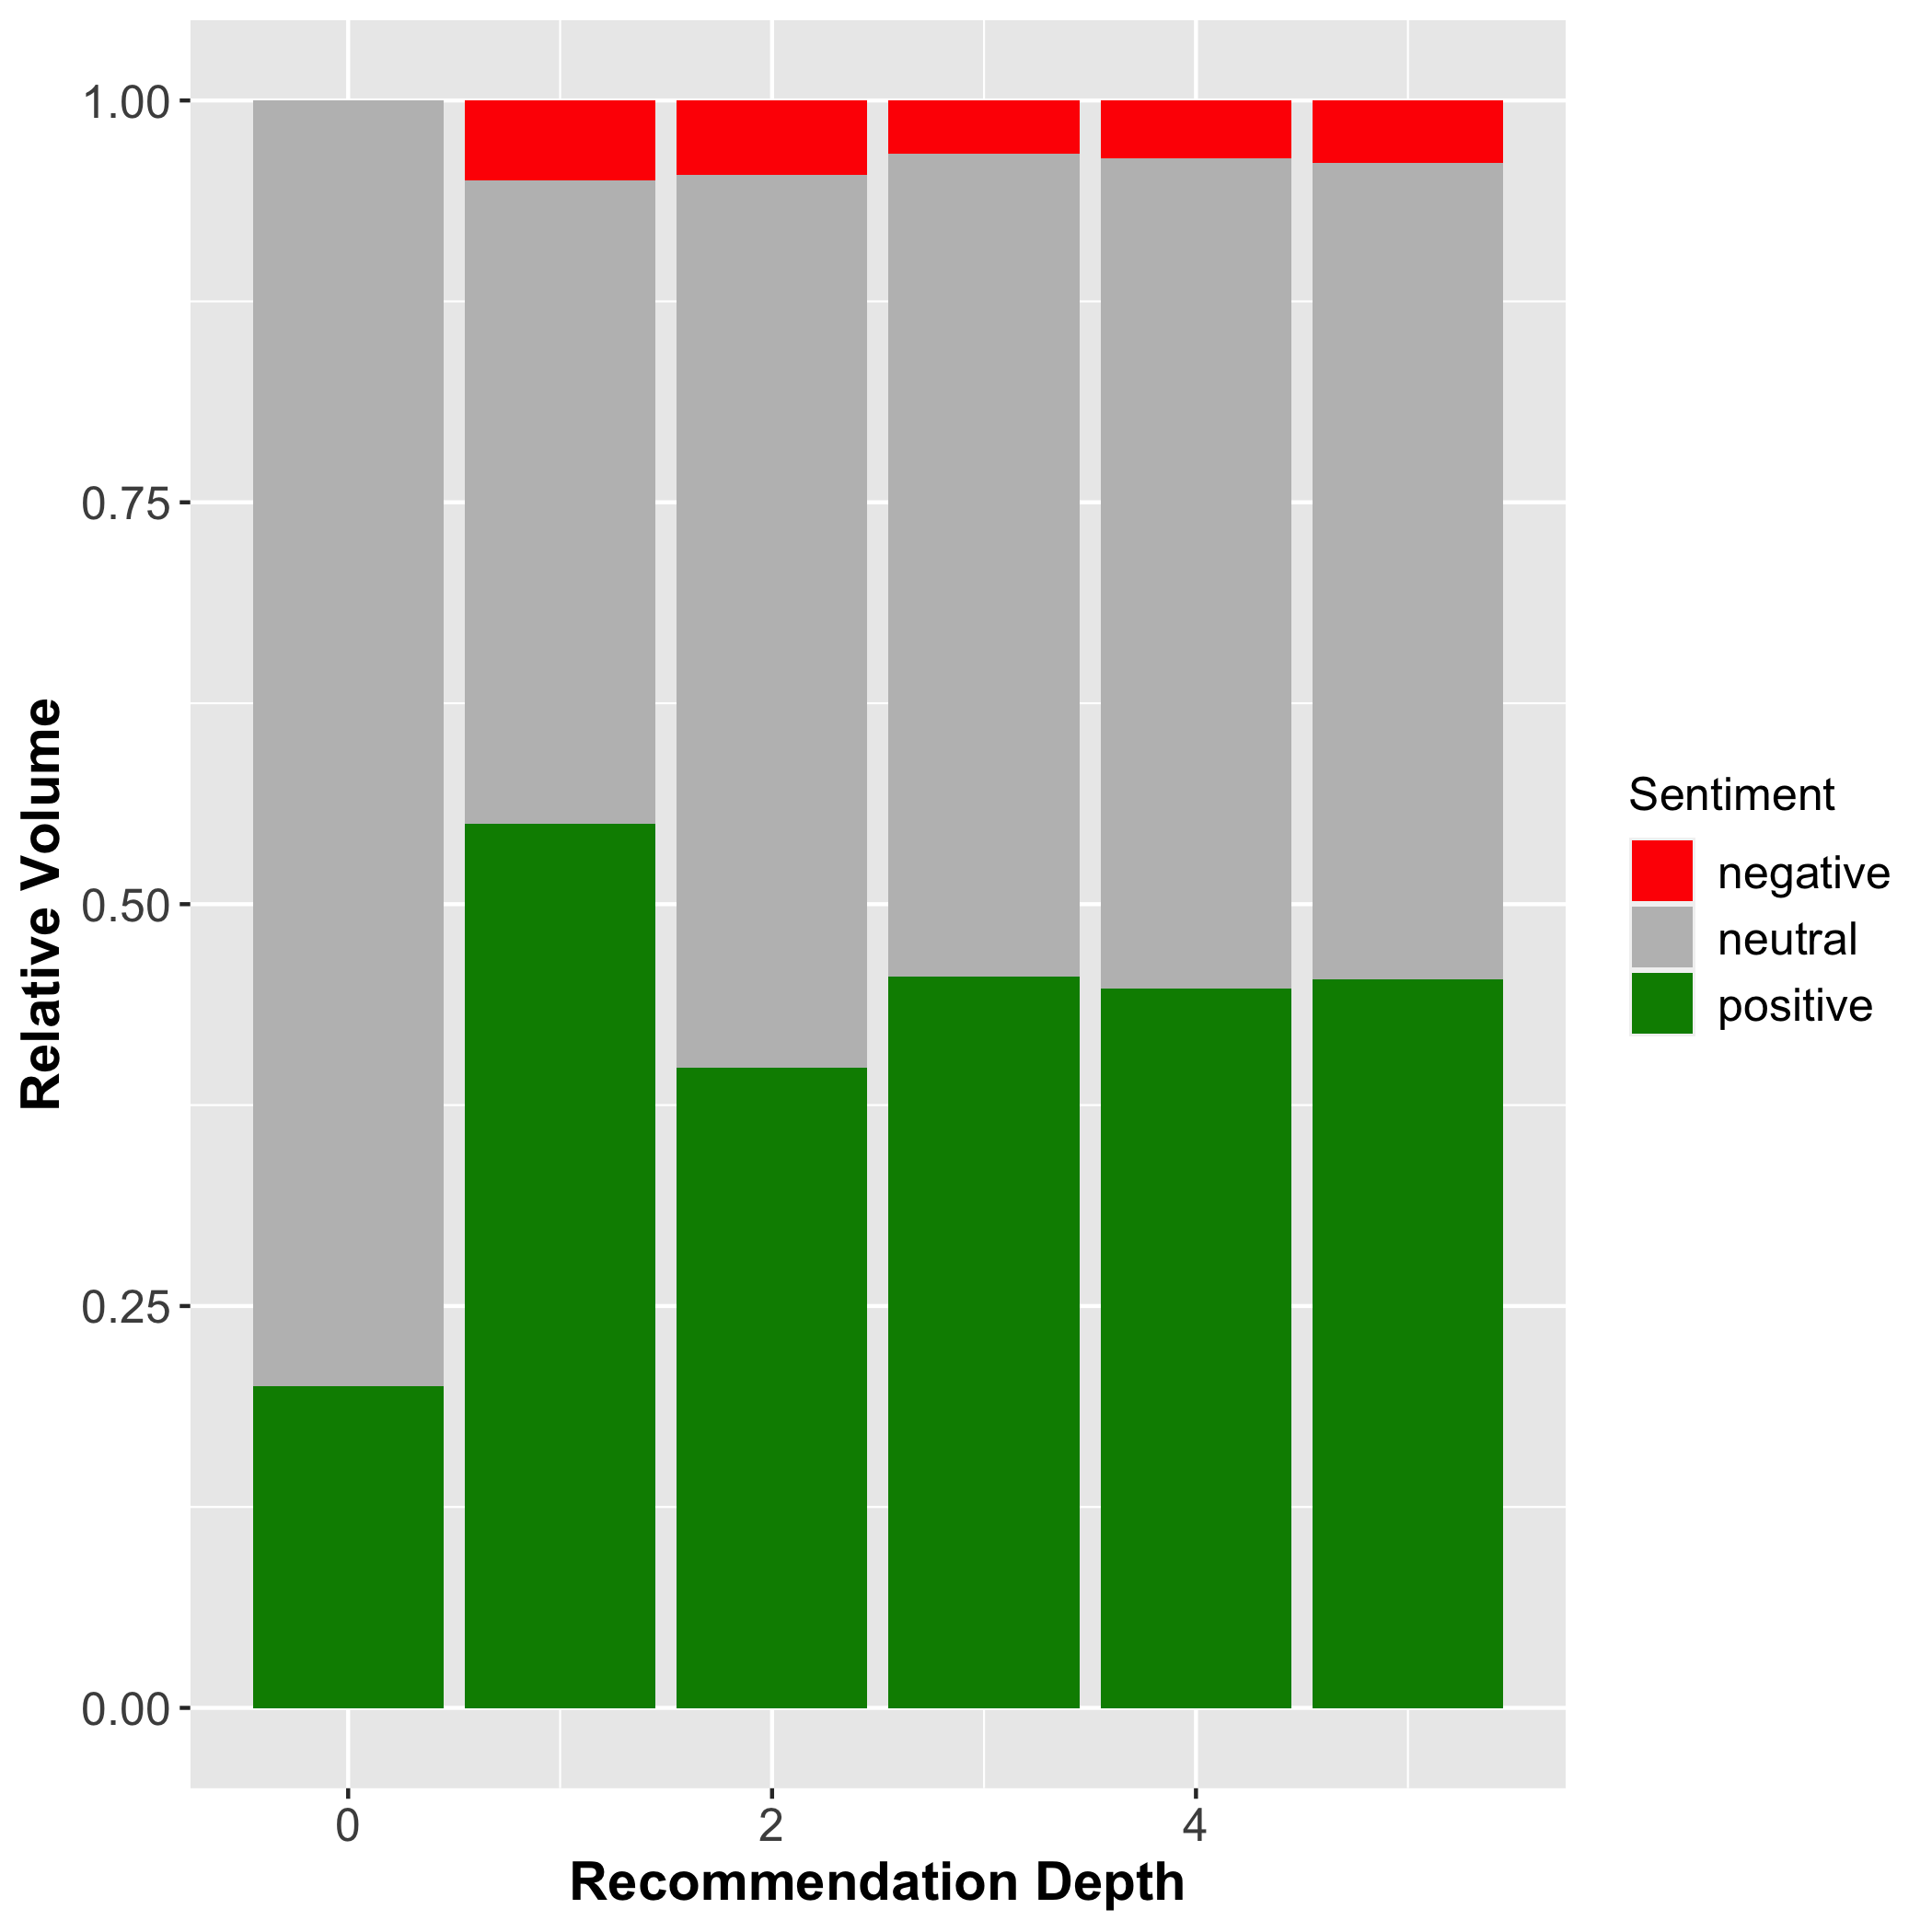 1.00
0.75
0.50
0.25
0.00
Relative Volume
0
2
4
Recommendation Depth
Sentiment
negative
neutral
positive